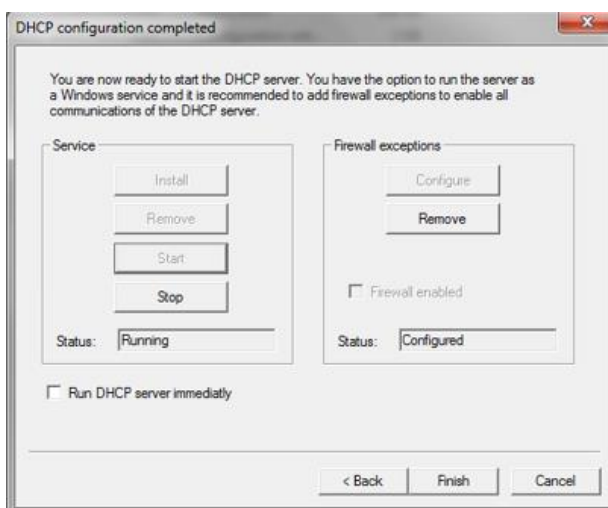 DHCP configuration completed
You are now ready to start the DHCP server. You have the option to run the server as
a Windows service and it is recommended to add firewall exceptions to enable all
communications of the DHCP server.
Service
Install
Remove
Start
Stop
Status: Running
Firewall exceptions
Configure
Remove
Firewall enabled
Status: Configured
Run DHCP server immediatly
< Back
Finish
Cancel